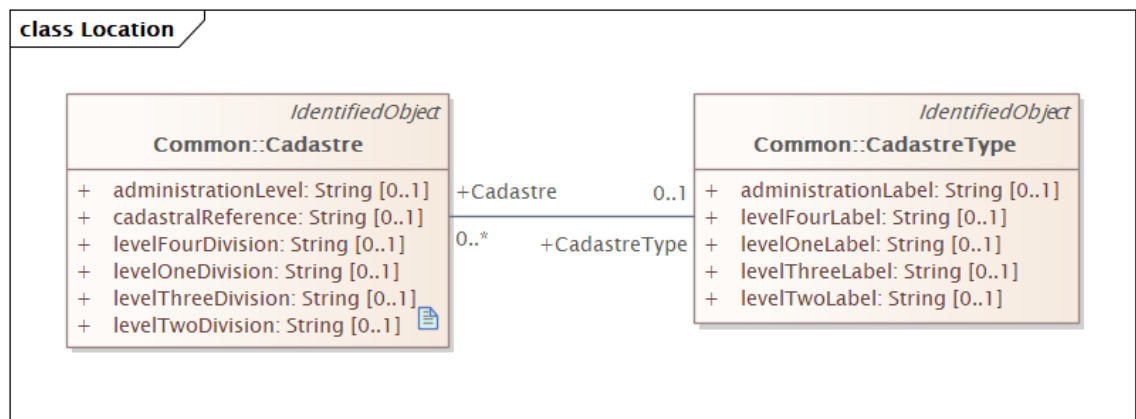 class Location
IdentifiedObject
Common::Cadastre
+ administrationLevel: String [0..1]
+ cadastralReference: String [0..1]
+ levelFourDivision: String [0..1]
+ levelOneDivision: String [0..1]
+ levelThreeDivision: String [0..1]
+ levelTwoDivision: String [0..1]
+Cadastre
0..1
0..*
+CadastreType
IdentifiedObject
Common::CadastreType
+ administrationLabel: String [0..1]
+ levelFourLabel: String [0..1]
+ levelOneLabel: String [0..1]
+ levelThreeLabel: String [0..1]
+ levelTwoLabel: String [0..1]